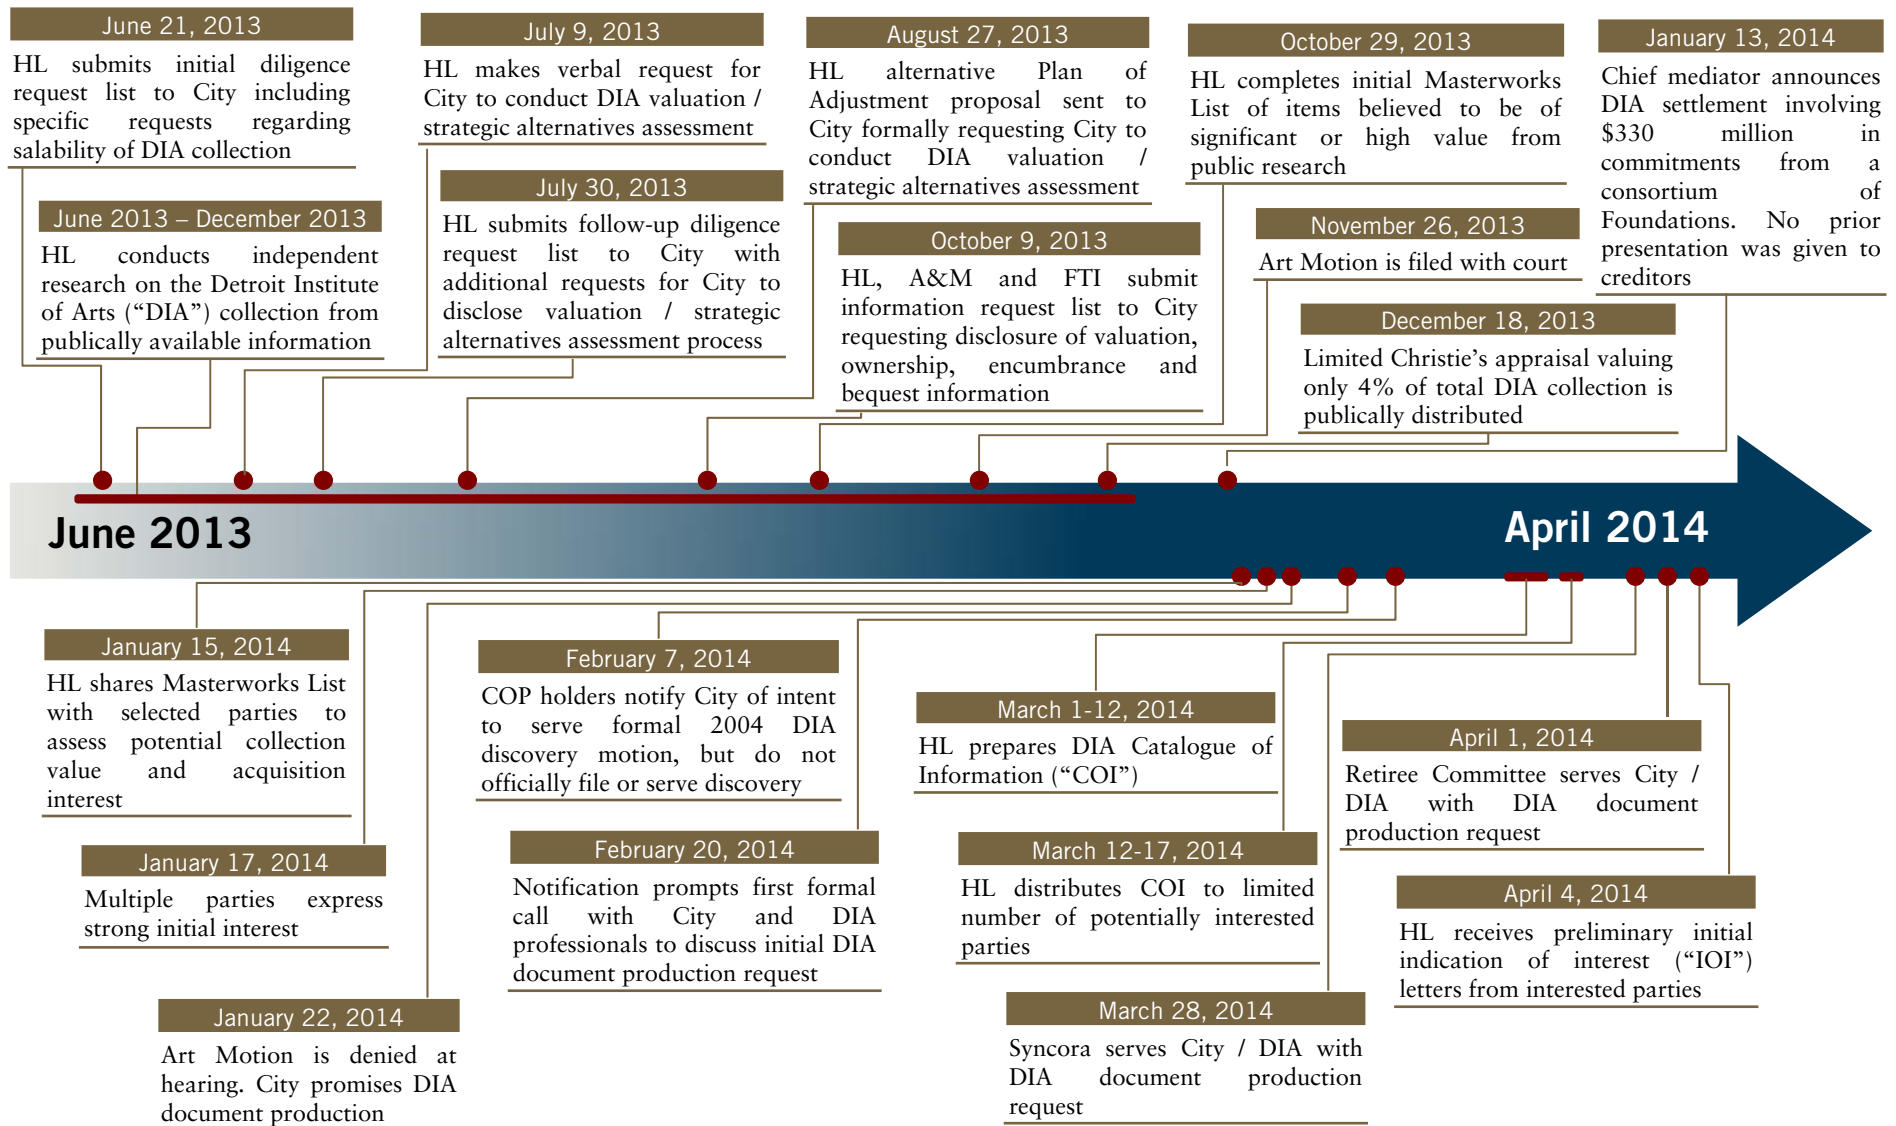 June 21, 2013
HL submits initial diligence
request list to City including
specific requests regarding
salability of DIA collection
June 2013 – December 2013
HL conducts independent
research on the Detroit Institute
of Arts (“DIA”) collection from
publically available information
July 9, 2013
HL makes verbal request for
City to conduct DIA valuation /
strategic alternatives assessment
July 30, 2013
HL submits follow-up diligence
request list to City with
additional requests for City to
disclose valuation / strategic
alternatives assessment process
August 27, 2013
HL alternative Plan of
Adjustment proposal sent to
City formally requesting City to
conduct DIA valuation /
strategic alternatives assessment
October 9, 2013
HL, A&M and FTI submit
information request list to City
requesting disclosure of valuation,
ownership, encumbrance and
bequest information
October 29, 2013
HL completes initial Masterworks
List of items believed to be of
significant or high value from
public research
November 26, 2013
Art Motion is filed with court
December 18, 2013
Limited Christie’s appraisal valuing
only 4% of total DIA collection is
publically distributed
January 13, 2014
Chief mediator announces
DIA settlement involving
$330 million in
commitments from a
consortium of
Foundations. No prior
presentation was given to
creditors
June 2013
April 2014
January 15, 2014
HL shares Masterworks List
with selected parties to
assess potential collection
value and acquisition
interest
January 17, 2014
Multiple parties express
strong initial interest
January 22, 2014
Art Motion is denied at
hearing. City promises DIA
document production
February 7, 2014
COP holders notify City of intent
to serve formal 2004 DIA
discovery motion, but do not
officially file or serve discovery
February 20, 2014
Notification prompts first formal
call with City and DIA
professionals to discuss initial DIA
document production request
March 1-12, 2014
HL prepares DIA Catalogue of
Information (“COI”)
March 12-17, 2014
HL distributes COI to limited
number of potentially interested
parties
March 28, 2014
Syncora serves City / DIA with
DIA document production
request
April 1, 2014
Retiree Committee serves City /
DIA with DIA document
production request
April 4, 2014
HL receives preliminary initial
indication of interest (“IOI”)
letters from interested parties